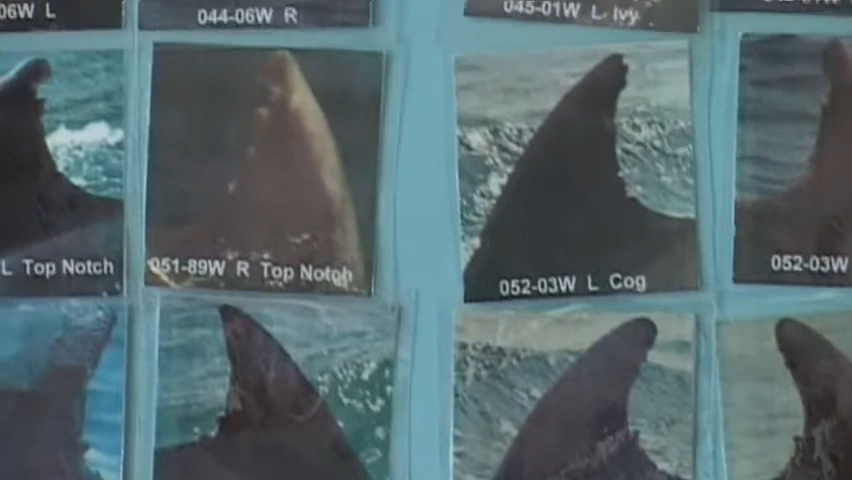 06W L
044-06W R
045-01W L. Ivy
L Top Notch
051-89W R Top Notch
052-03W L Cog
052-03W